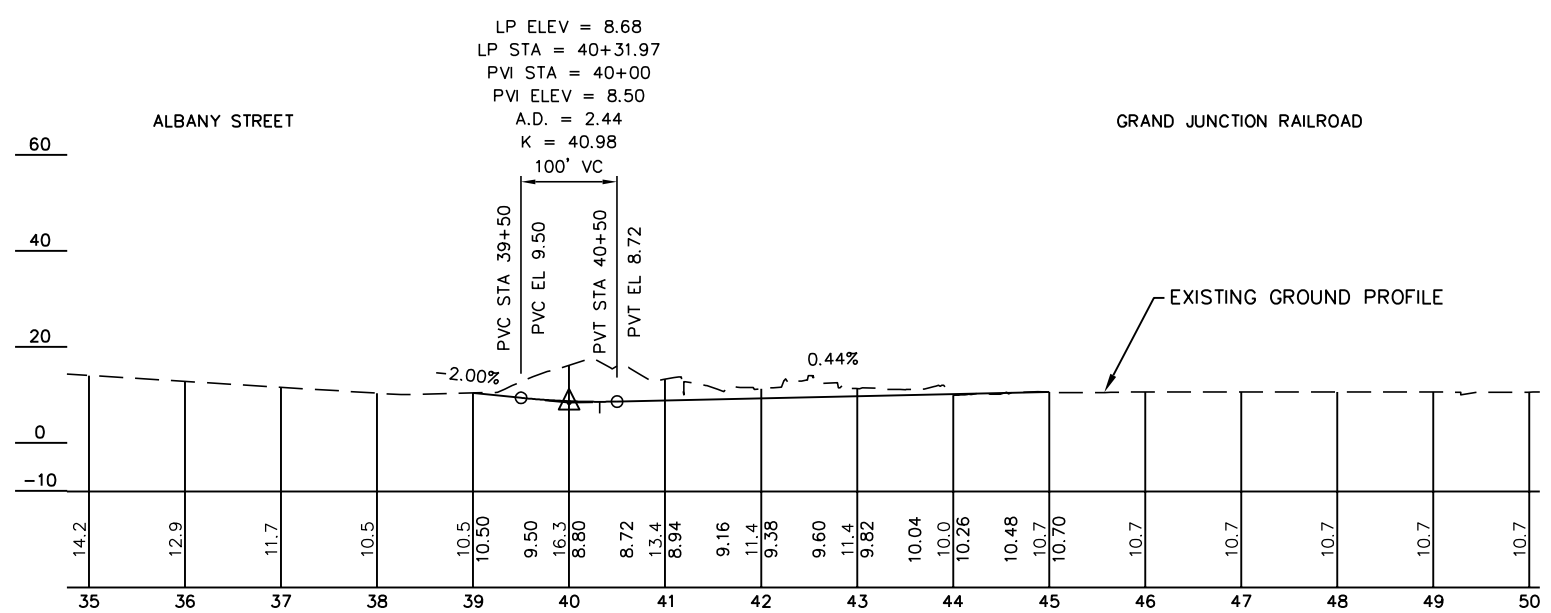 LP ELEV = 8.68
LP STA = 40+31.97
PVI STA = 40+00
PVI ELEV = 8.50
A.D. = 2.44
K = 40.98
100' VC
ALBANY STREET
GRAND JUNCTION RAILROAD
60
40
20
0
-10
PVC STA 39+50
PVC EL 9.50
PVT STA 40+50
PVT EL 8.72
-2.00%
0.44%
EXISTING GROUND PROFILE
14.2
12.9
11.7
10.5
10.5
10.50
9.50
16.3
8.80
8.72
13.4
8.94
9.16
11.4
9.38
9.60
11.4
9.82
10.04
10.0
10.26
10.48
10.7
10.70
10.7
10.7
10.7
10.7
10.7
35 36 37 38 39 40 41 42 43 44 45 46 47 48 49 50